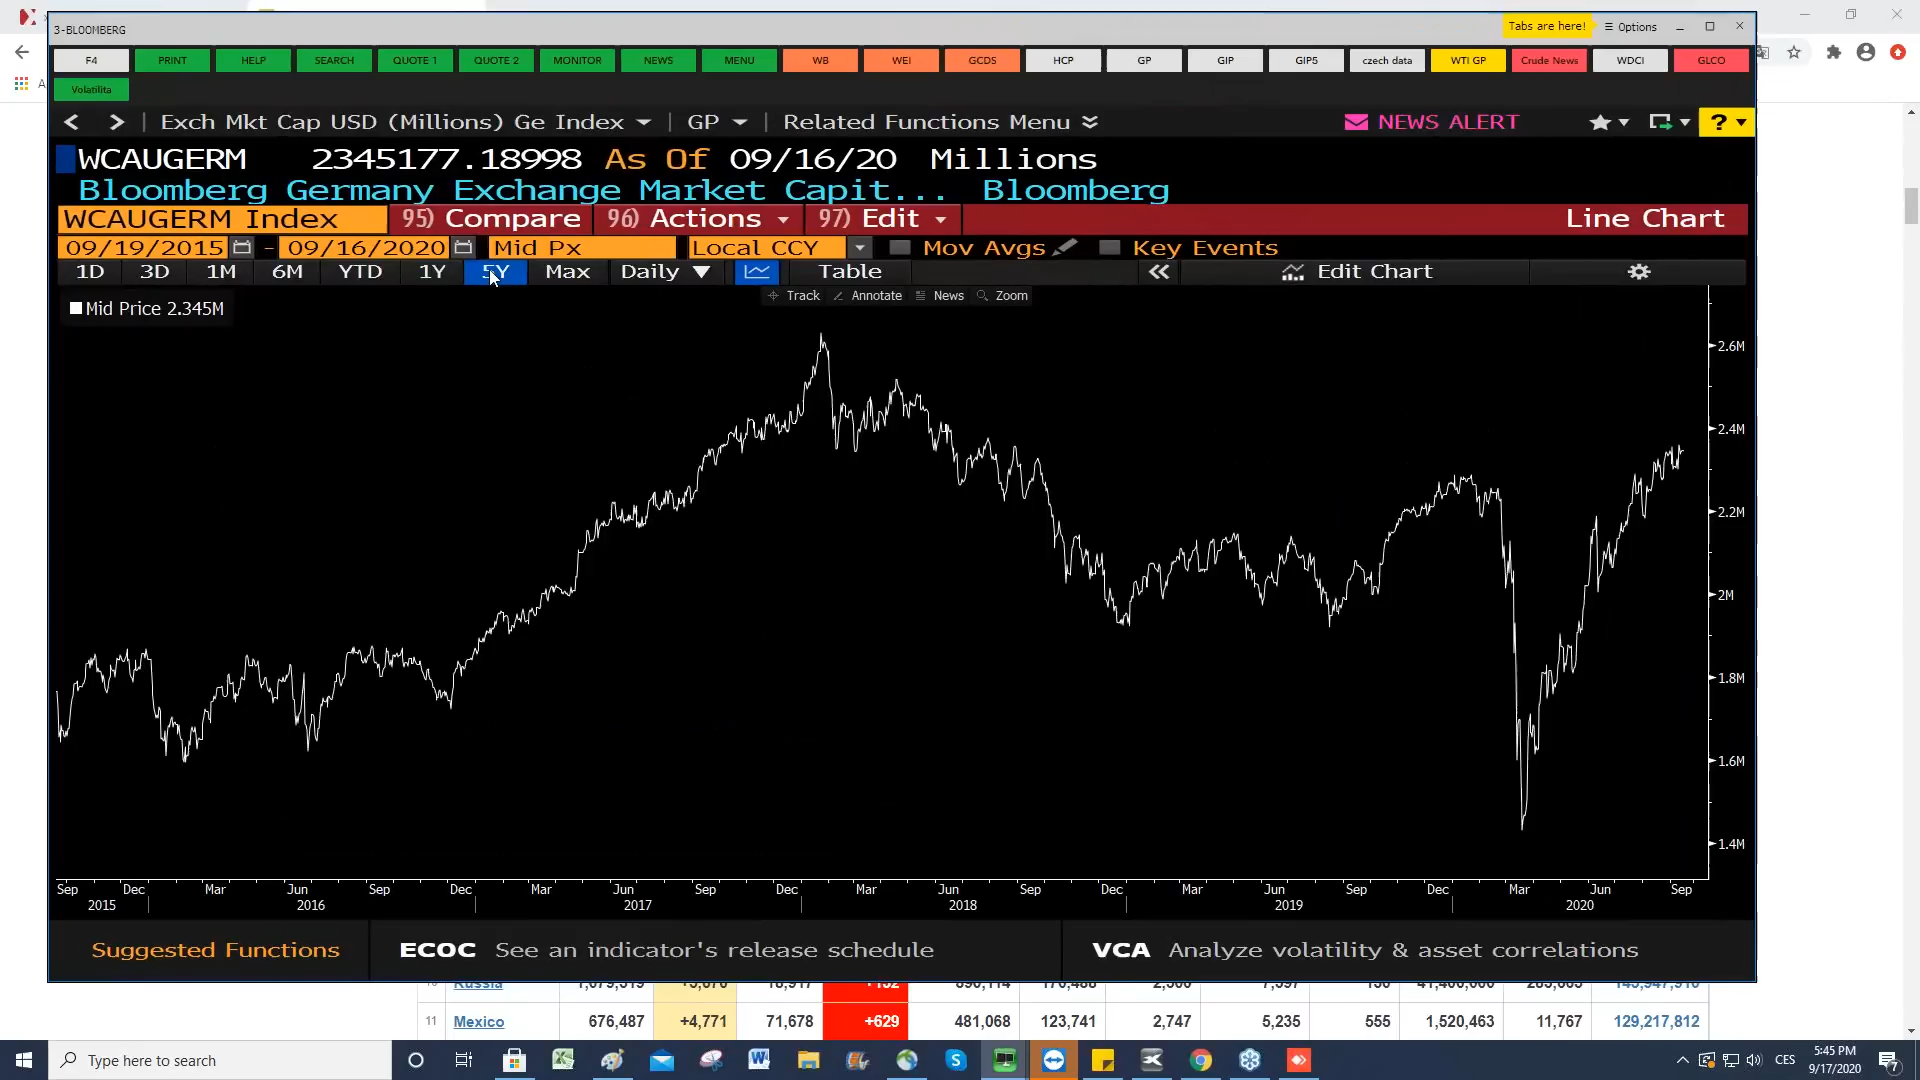 3-BLOOMBERG
Tabs are here!
Options
F4 PRINT HELP SEARCH QUOTE 1 QUOTE 2 MONITOR NEWS MENU WB WEI GCDS HCP GP GIP GIP5 czech data WTI GP Crude News WDCI GLCO
Volatilita
A
Exch Mkt Cap USD (Millions) Ge Index GP Related Functions Menu
NEWS ALERT
?
WCAUGERM 2345177.18998 As Of 09/16/20 Millions
Bloomberg Germany Exchange Market Capit... Bloomberg
WCAUGERM Index 95) Compare 96) Actions 97) Edit Line Chart
09/19/2015 - 09/16/2020 Mid Px Local CCY Mov Avgs Key Events
1D 3D 1M 6M YTD 1Y 5Y Max Daily Table Edit Chart
Track Annotate News Zoom
Mid Price 2.345M
2.6M
2.4M
2.2M
2M
1.8M
1.6M
1.4M
Sep Dec Mar Jun Sep Dec Mar Jun Sep Dec Mar Jun Sep Dec Mar Jun Sep Dec Mar Jun Sep
2015 2016 2017 2018 2019 2020
Suggested Functions ECOC See an indicator's release schedule VCA Analyze volatility & asset correlations
Russia
11 Mexico 676,487 +4,771 71,678 +629 481,068 123,741 2,747 5,235 555 1,520,463 11,767 129,217,812
Type here to search
CES
5:45 PM
9/17/2020
7